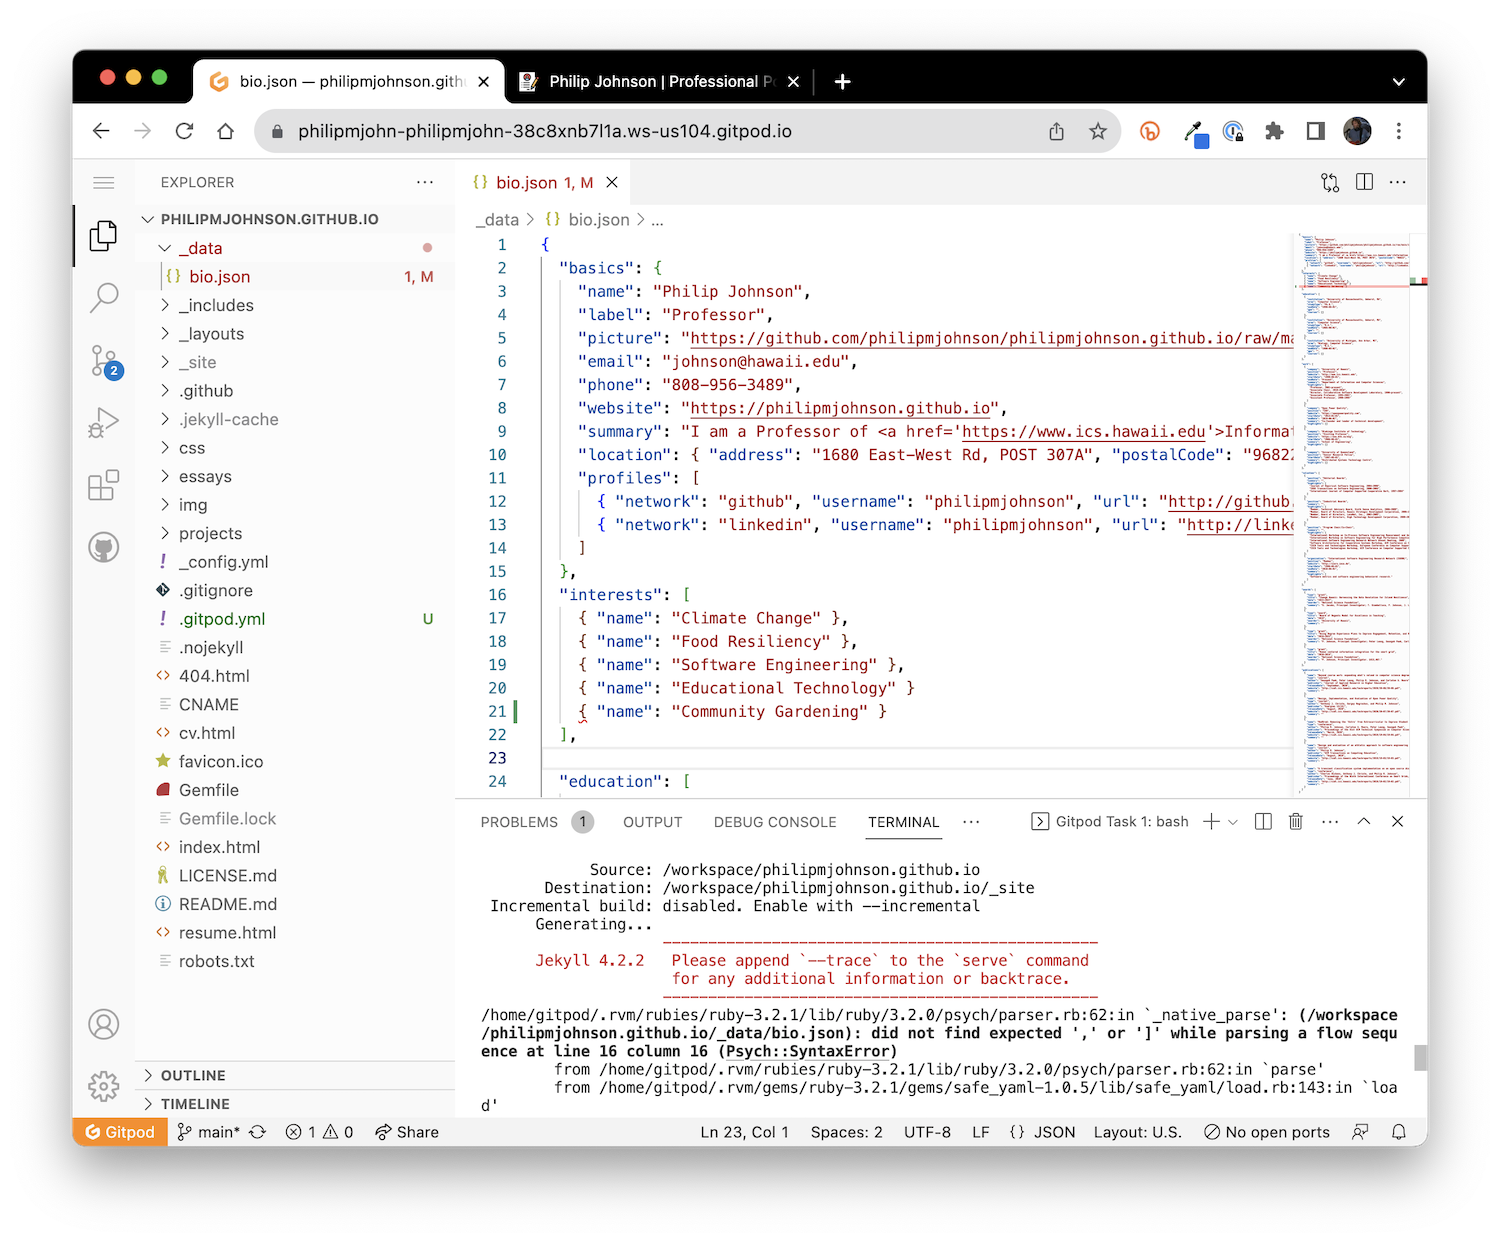 bio.json — philipmjohnson.gith
Philip Johnson | Professional P
philipmjohn-philipmjohn-38c8xnb7l1a.ws-us104.gitpod.io
EXPLORER
PHILIPMJOHNSON.GITHUB.IO
_data
bio.json 1, M
_includes
_layouts
_site
.github
.jekyll-cache
css
essays
img
projects
_config.yml
.gitignore
.gitpod.yml U
.nojekyll
404.html
CNAME
cv.html
favicon.ico
Gemfile
Gemfile.lock
index.html
LICENSE.md
README.md
resume.html
robots.txt
OUTLINE
TIMELINE
2
{} bio.json 1, M
_data > {} bio.json > ...
1 {
2 "basics": {
3 "name": "Philip Johnson",
4 "label": "Professor",
5 "picture": "https://github.com/philipmjohnson/philipmjohnson.github.io/raw/ma
6 "email": "johnson@hawaii.edu",
7 "phone": "808-956-3489",
8 "website": "https://philipmjohnson.github.io",
9 "summary": "I am a Professor of <a href='https://www.ics.hawaii.edu'>Informat
10 "location": { "address": "1680 East-West Rd, POST 307A", "postalCode": "96822
11 "profiles": [
12 { "network": "github", "username": "philipmjohnson", "url": "http://github.
13 { "network": "linkedin", "username": "philipmjohnson", "url": "http://linke
14 ]
15 },
16 "interests": [
17 { "name": "Climate Change" },
18 { "name": "Food Resiliency" },
19 { "name": "Software Engineering" },
20 { "name": "Educational Technology" }
21 { "name": "Community Gardening" }
22 ],
23
24 "education": [
PROBLEMS 1 OUTPUT DEBUG CONSOLE TERMINAL ... Gitpod Task 1: bash
Source: /workspace/philipmjohnson.github.io
Destination: /workspace/philipmjohnson.github.io/_site
Incremental build: disabled. Enable with --incremental
Generating...
------------------------------------------------
Jekyll 4.2.2 Please append `--trace` to the `serve` command
for any additional information or backtrace.
------------------------------------------------
/home/gitpod/.rvm/rubies/ruby-3.2.1/lib/ruby/3.2.0/psych/parser.rb:62:in `_native_parse': (/workspace
/philipmjohnson.github.io/_data/bio.json): did not find expected ',' or ']' while parsing a flow sequ
ence at line 16 column 16 (Psych::SyntaxError)
from /home/gitpod/.rvm/rubies/ruby-3.2.1/lib/ruby/3.2.0/psych/parser.rb:62:in `parse'
from /home/gitpod/.rvm/gems/ruby-3.2.1/gems/safe_yaml-1.0.5/lib/safe_yaml/load.rb:143:in `loa
d'
Gitpod main* 1 0 Share Ln 23, Col 1 Spaces: 2 UTF-8 LF {} JSON Layout: U.S. No open ports